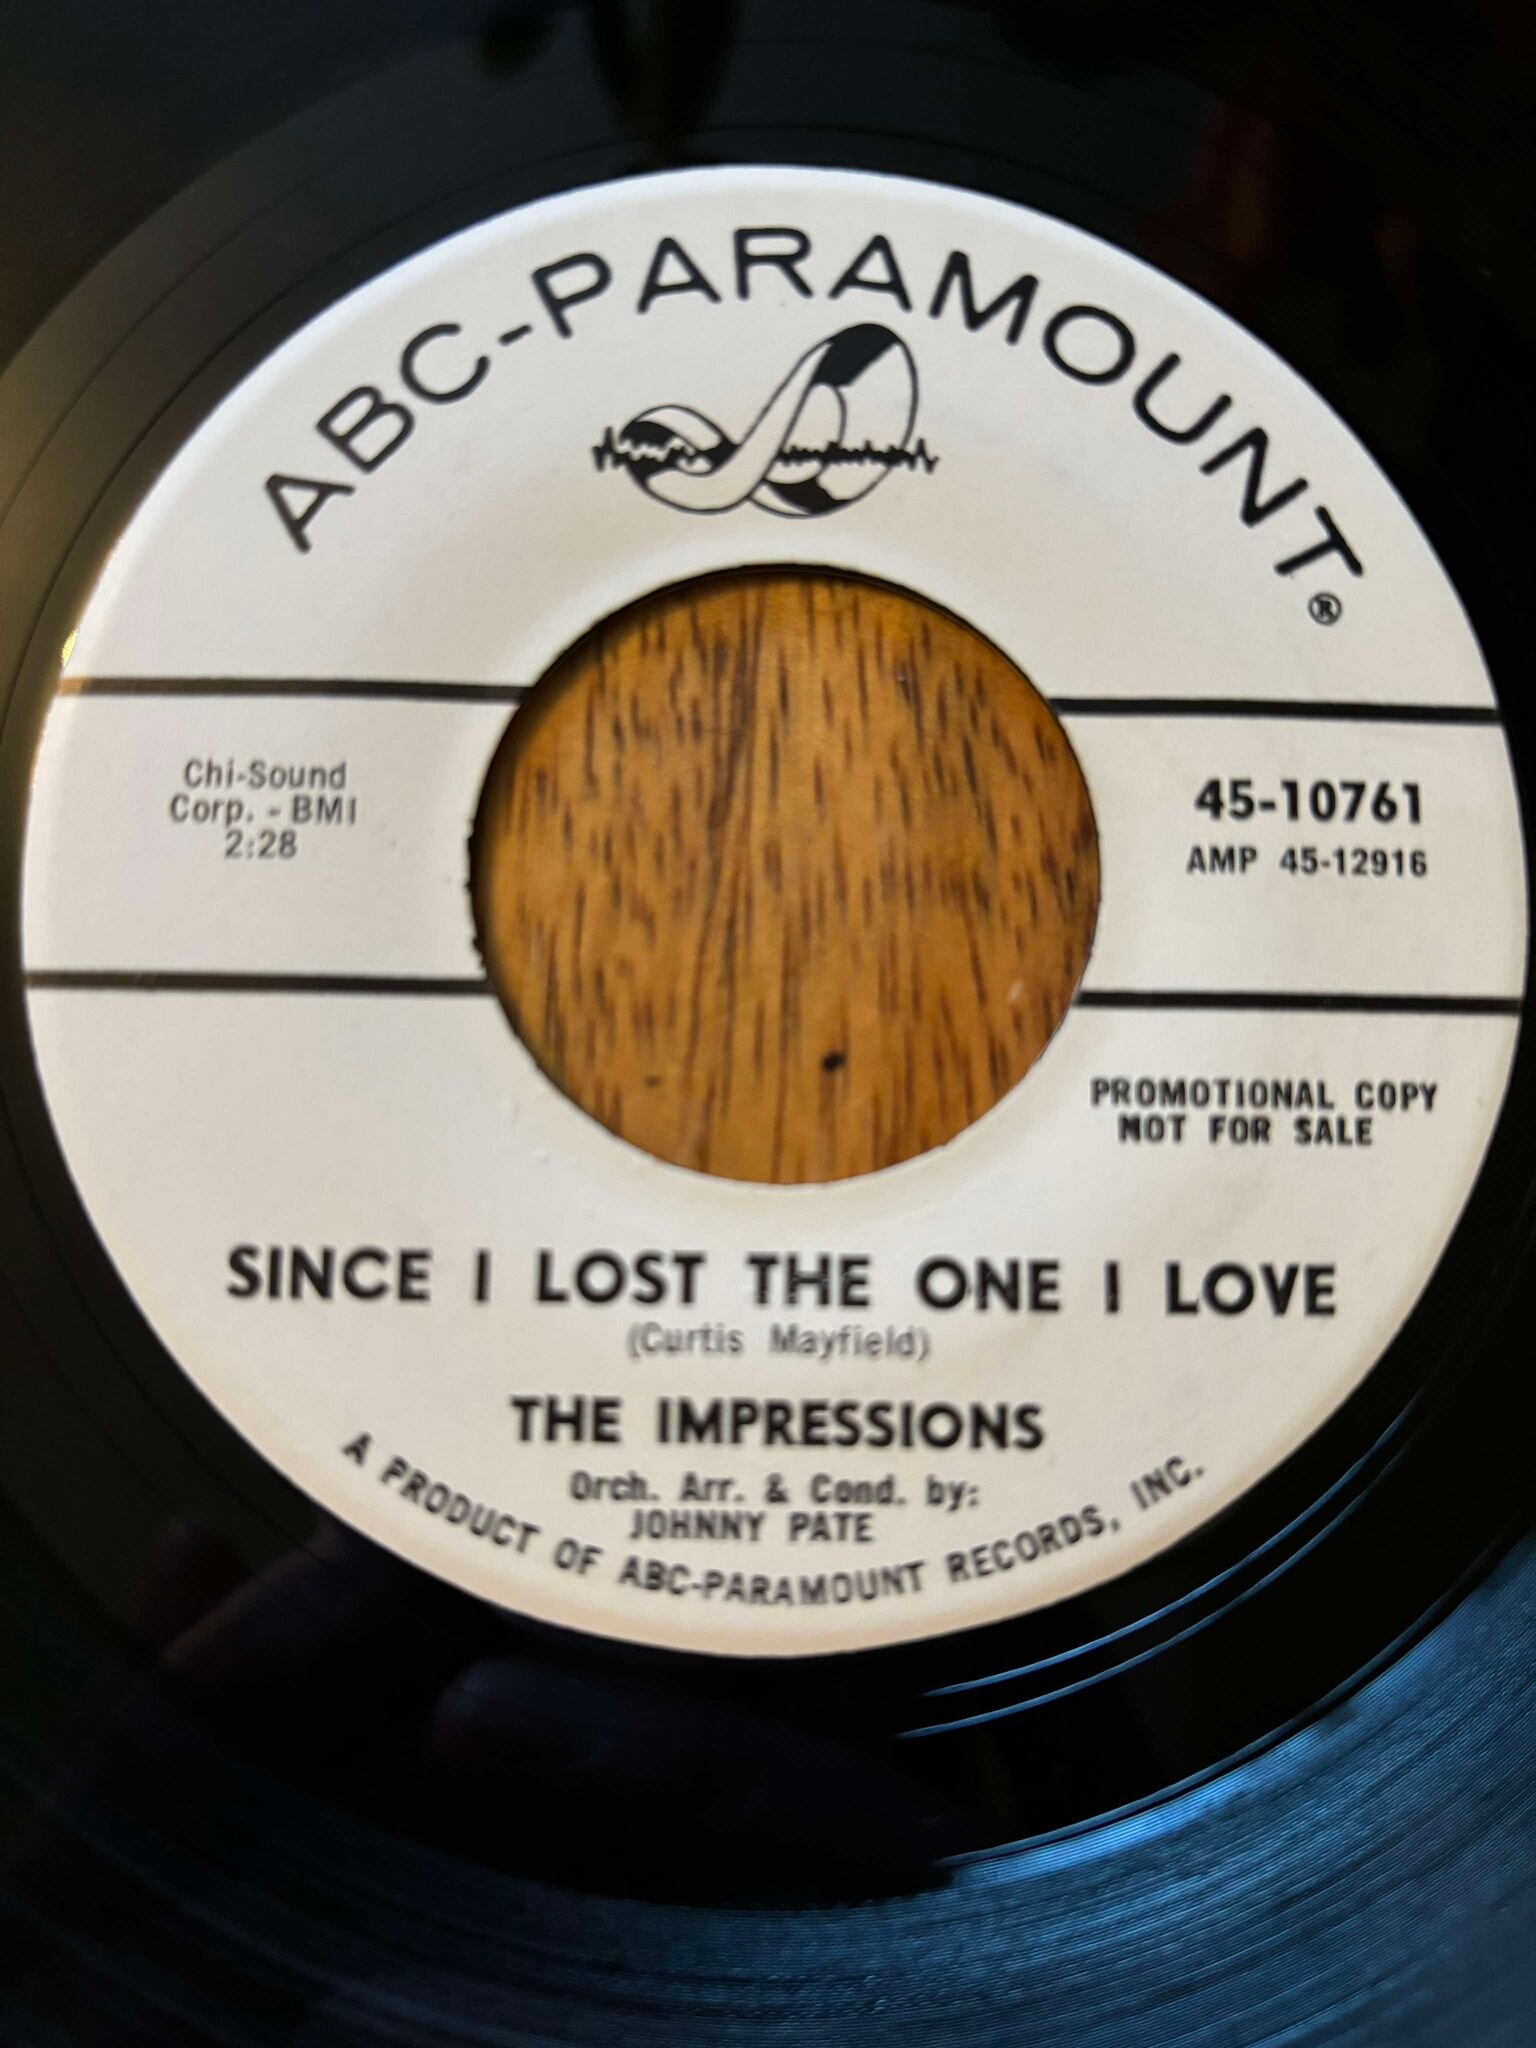 ABC-PARAMOUNT®
Chi-Sound
Corp. - BMI
2:28
45-10761
AMP 45-12916
PROMOTIONAL COPY
NOT FOR SALE
SINCE I LOST THE ONE I LOVE
(Curtis Mayfield)
THE IMPRESSIONS
Orch. Arr. & Cond. by:
JOHNNY PATE
A PRODUCT OF ABC-PARAMOUNT RECORDS, INC.